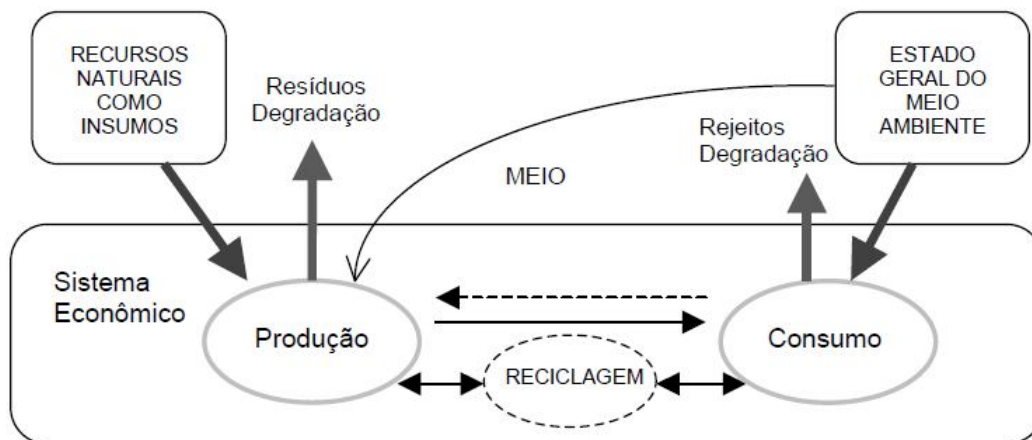 RECURSOS
NATURAIS
COMO
INSUMOS
Resíduos
Degradação
MEIO
Rejeitos
Degradação
ESTADO
GERAL DO
MEIO
AMBIENTE
Sistema
Econômico
Produção
RECICLAGEM
Consumo